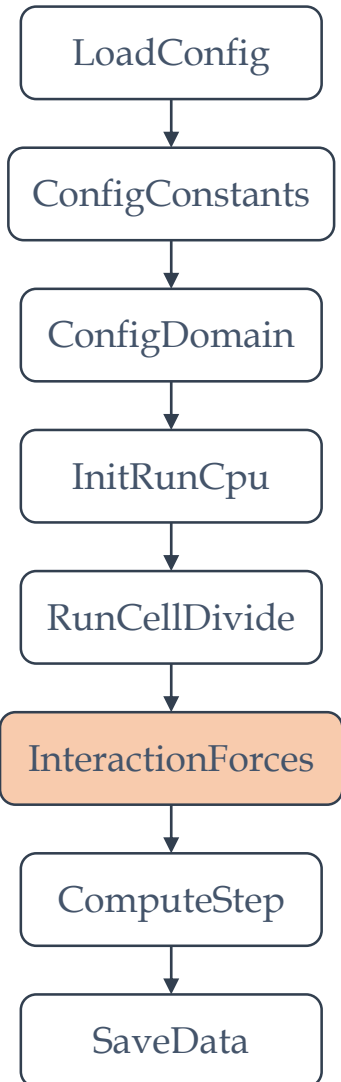 LoadConfig
ConfigConstants
ConfigDomain
InitRunCpu
RunCellDivide
InteractionForces
ComputeStep
SaveData